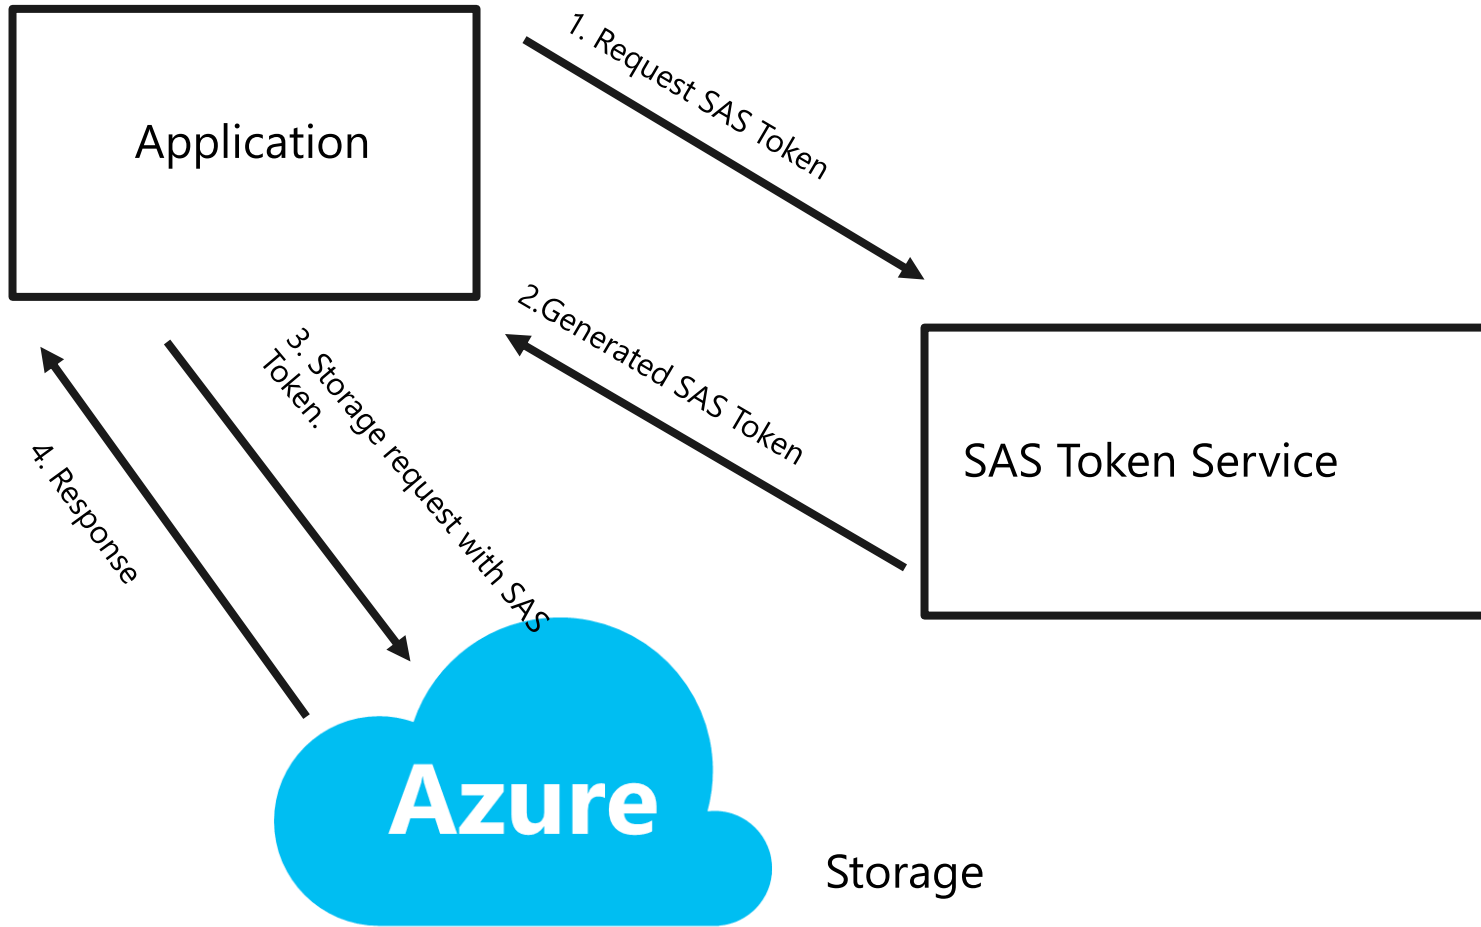 Application
1. Request SAS Token
2.Generated SAS Token
SAS Token Service
3. Storage request with SAS
Token.
4. Response
Azure
Storage